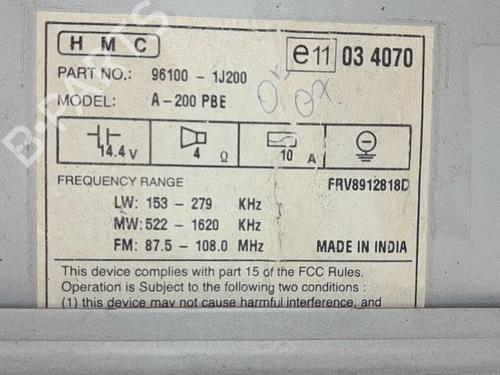 H M C
e11 03 4070
PART NO.: 96100 - 1J200
MODEL: A-200 PBE
14.4 V
4 Ω
10 A
FREQUENCY RANGE
FRV8912818D
LW: 153 - 279 KHz
MW: 522 - 1620 KHz
FM: 87.5 - 108.0 MHz
MADE IN INDIA
This device complies with part 15 of the FCC Rules.
Operation is Subject to the following two conditions :
(1) this device may not cause harmful interference, and
B-PARTS